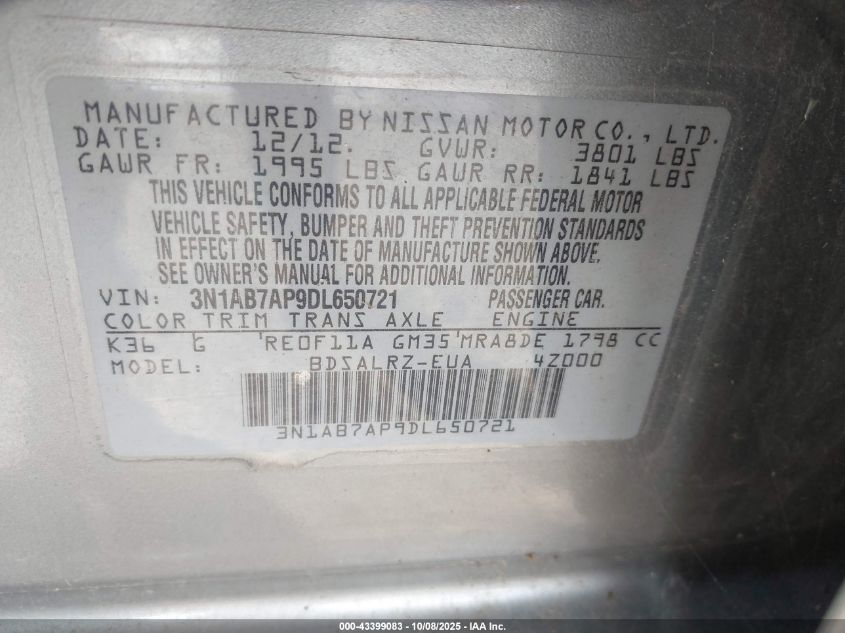 MANUFACTURED BY NISSAN MOTOR CO., LTD.
DATE: 12/12. GVWR: 3801 LBS
GAWR FR: 1995 LBS GAWR RR: 1841 LBS
THIS VEHICLE CONFORMS TO ALL APPLICABLE FEDERAL MOTOR
VEHICLE SAFETY, BUMPER AND THEFT PREVENTION STANDARDS
IN EFFECT ON THE DATE OF MANUFACTURE SHOWN ABOVE.
SEE OWNER'S MANUAL FOR ADDITIONAL INFORMATION.
VIN: 3N1AB7AP9DL650721 PASSENGER CAR.
COLOR TRIM TRANS AXLE ENGINE
K36 G 'RE0F11A GM35'MRA8DE 1798 CC
MODEL: BDSALRZ-EUA 4Z000
3N1AB7AP9DL650721
000-43399083 - 10/08/2025 - IAA Inc.